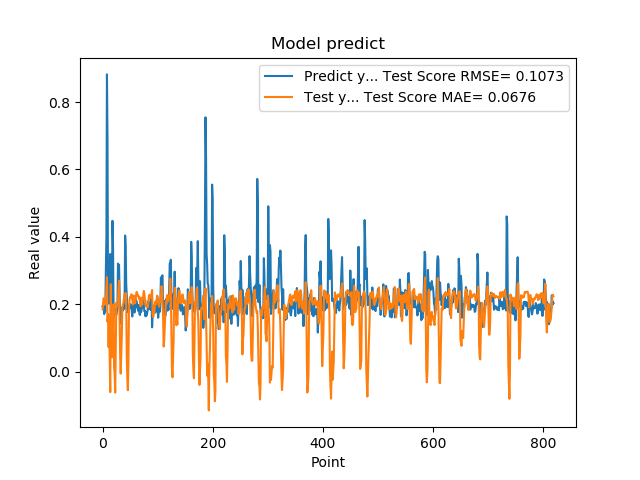 Model predict
Predict y... Test Score RMSE= 0.1073
Test y... Test Score MAE= 0.0676
0.8
0.6
0.4
0.2
0.0
Real value
0 200 400 600 800
Point